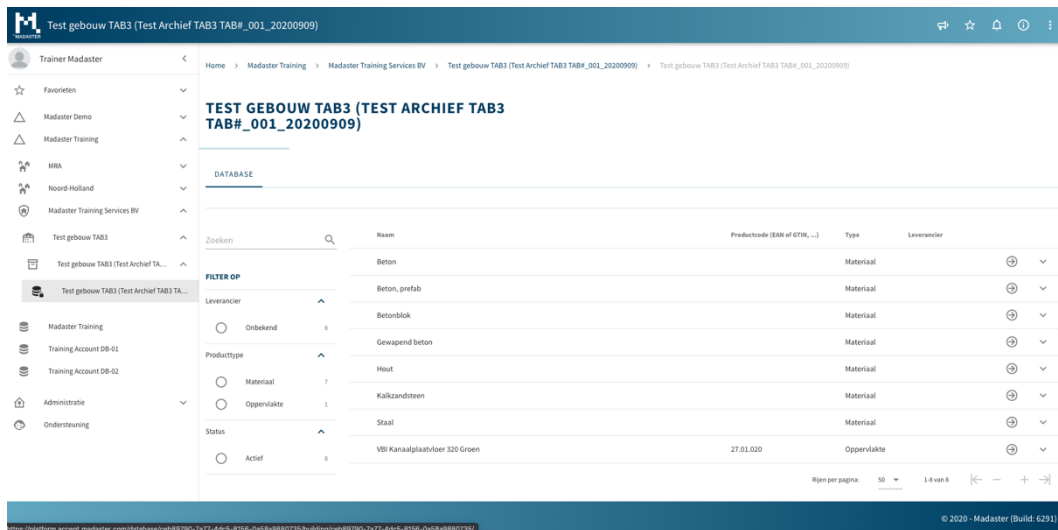 MADASTER
Test gebouw TAB3 (Test Archief TAB3 TAB#_001_20200909)
Trainer Madaster
Favorieten
Madaster Demo
Madaster Training
MRA
Noord-Holland
Madaster Training Services BV
Test gebouw TAB3
Test gebouw TAB3 (Test Archief TA...
Test gebouw TAB3 (Test Archief TAB3 TA...
Madaster Training
Training Account DB-01
Training Account DB-02
Administratie
Ondersteuning
Home > Madaster Training > Madaster Training Services BV > Test gebouw TAB3 (Test Archief TAB3 TAB#_001_20200909) > Test gebouw TAB3 (Test Archief TAB3 TAB#_001_20200909)
TEST GEBOUW TAB3 (TEST ARCHIEF TAB3
TAB#_001_20200909)
DATABASE
Zoeken
FILTER OP
Leverancier
Onbekend 8
Producttype
Materiaal 7
Oppervlakte 1
Status
Actief 8
Naam Productcode (EAN of GTIN, ...) Type Leverancier
Beton Materiaal
Beton, prefab Materiaal
Betonblok Materiaal
Gewapend beton Materiaal
Hout Materiaal
Kalkzandsteen Materiaal
Staal Materiaal
VBI Kanaalplaatvloer 320 Groen 27.01.020 Oppervlakte
Rijen per pagina: 50 1-8 van 8
© 2020 - Madaster (Build: 6291)